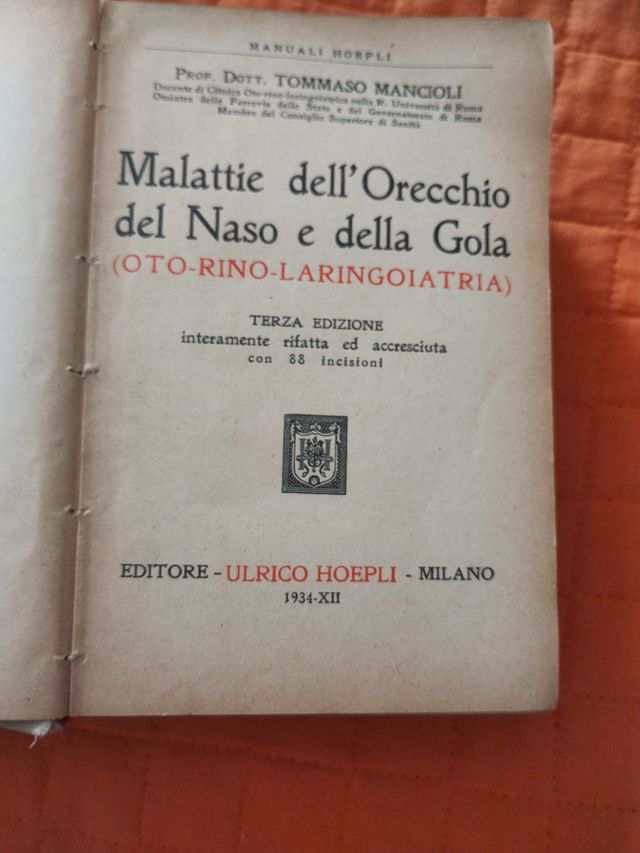 MANUALI HOEPLI
PROF. DOTT. TOMMASO MANCIOLI
Docente di Clinica Oto-rino-laringoiatrica nella R. Università di Roma
Otoiatra delle Ferrovie dello Stato e del Governatorato di Roma
Membro del Consiglio Superiore di Sanità
Malattie dell'Orecchio
del Naso e della Gola
(OTO-RINO-LARINGOIATRIA)
TERZA EDIZIONE
interamente rifatta ed accresciuta
con 88 incisioni
EDITORE - ULRICO HOEPLI - MILANO
1934-XII